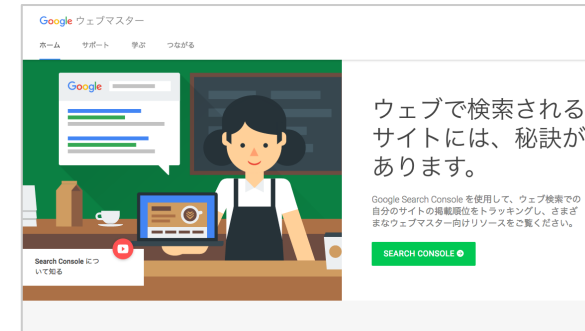 Google ウェブマスター
ホーム サポート 学ぶ つながる
Google
ウェブで検索される
サイトには、秘訣が
あります。
Google Search Console を使用して、ウェブ検索での
自分のサイトの掲載順位をトラッキングし、さまざ
まなウェブマスター向けリソースをご覧ください。
SEARCH CONSOLE
Search Console につ
いて知る